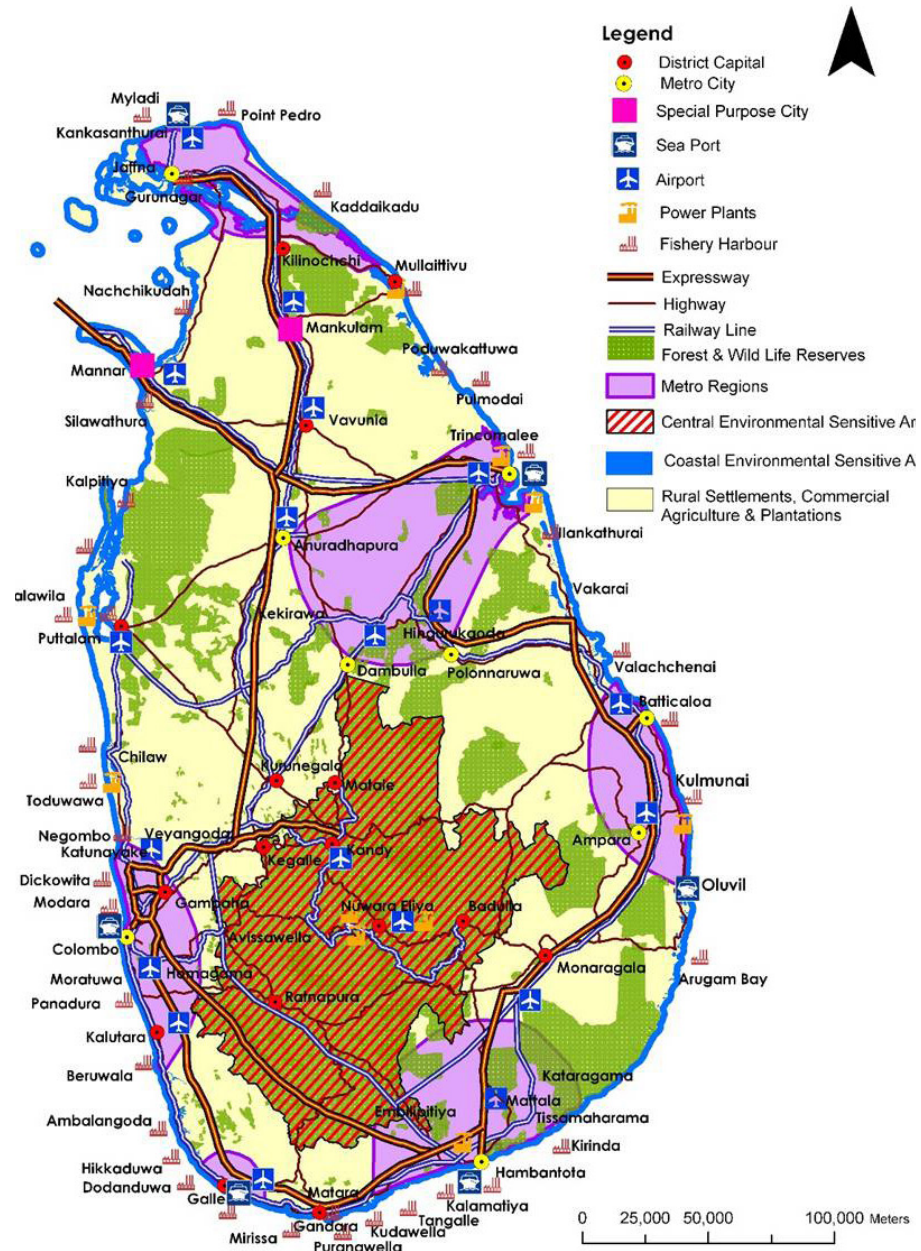 Legend
District Capital
Metro City
Special Purpose City
Sea Port
Airport
Power Plants
Fishery Harbour
Expressway
Highway
Railway Line
Forest & Wild Life Reserves
Metro Regions
Central Environmental Sensitive Ar
Coastal Environmental Sensitive A
Rural Settlements, Commercial
Agriculture & Plantations
Myladi
Point Pedro
Kankasanthurai
Jaffna
Gurunagar
Kaddaikadu
Kilinochchi
Mullaittivu
Nachchikudah
Mankulam
Mannar
Poduwakattuwa
Silawathura
Pulmodai
Vavunia
Trincomalee
Kalpitiya
Anuradhapura
Illankathurai
Vakarai
alawila
Kekirawa
Hingurukgoda
Puttalam
Dambulla
Polonnaruwa
Valachchenai
Batticaloa
Chilaw
Kurunegala
Matale
Kulmunai
Toduwawa
Negombo
Veyangoda
Katunayake
Kegalle
Kandy
Ampara
Dickowita
Gampaha
Oluvil
Modara
Nuwara Eliya
Badulla
Colombo
Avissawella
Monaragala
Moratuwa
Homagama
Arugam Bay
Panadura
Ratnapura
Kalutara
Beruwala
Kataragama
Mattala
Ambalangoda
Embilipitiya
Tissamaharama
Kirinda
Hikkaduwa
Hambantota
Dodanduwa
Galle
Matara
Kalamatiya
Tangalle
Gandara
Kudawella
Mirissa
Puranawella
0 25,000 50,000 100,000 Meters